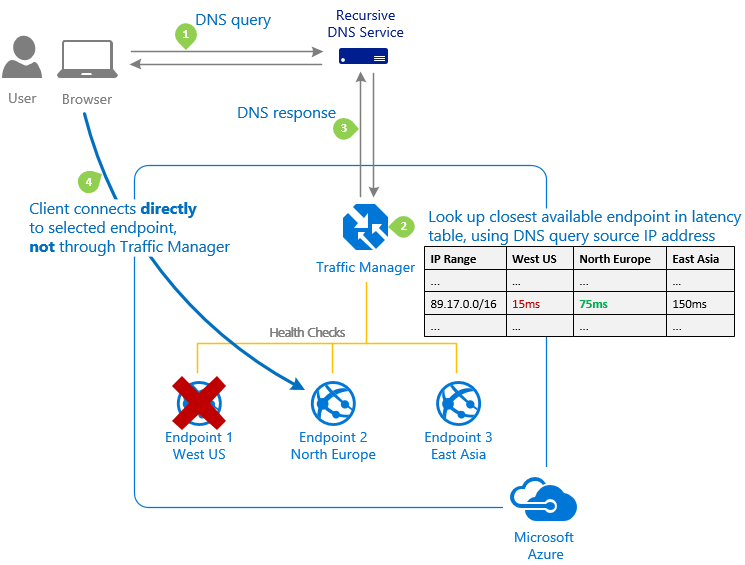 DNS query
1
Recursive
DNS Service
User
Browser
DNS response
3
4
Client connects directly
to selected endpoint,
not through Traffic Manager
2
Look up closest available endpoint in latency
table, using DNS query source IP address
Traffic Manager
IP Range West US North Europe East Asia
... ... ... ...
89.17.0.0/16 15ms 75ms 150ms
... ... ... ...
Health Checks
Endpoint 1
West US
Endpoint 2
North Europe
Endpoint 3
East Asia
Microsoft
Azure